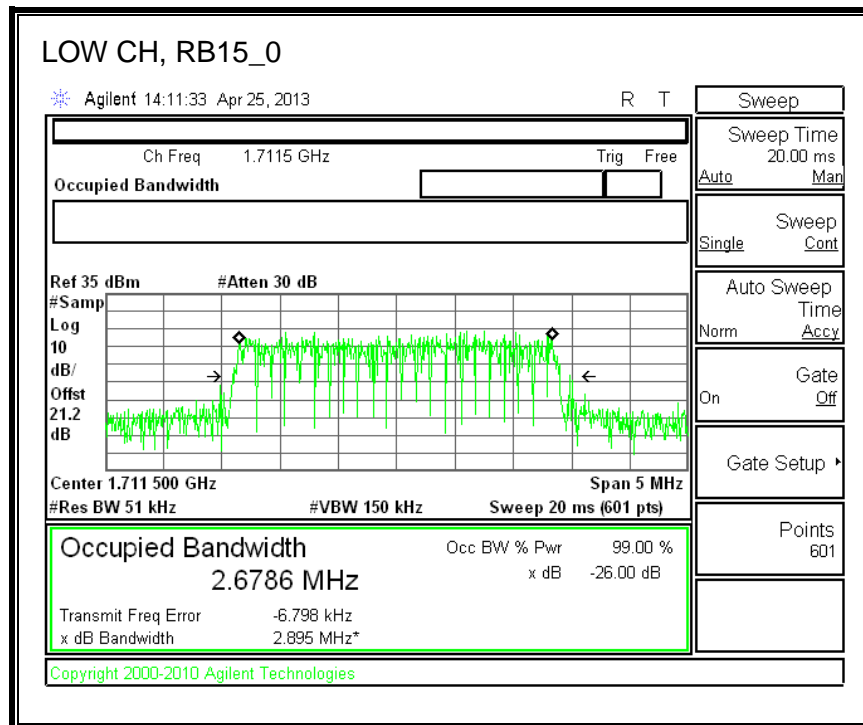 LOW CH, RB15_0
Agilent 14:11:33 Apr 25, 2013 R T
Ch Freq 1.7115 GHz Trig Free
Occupied Bandwidth
Ref 35 dBm #Atten 30 dB
#Samp
Log
10
dB/
Offst
21.2
dB
Center 1.711 500 GHz Span 5 MHz
#Res BW 51 kHz #VBW 150 kHz Sweep 20 ms (601 pts)
Occupied Bandwidth
2.6786 MHz
Occ BW % Pwr 99.00 %
x dB -26.00 dB
Transmit Freq Error -6.798 kHz
x dB Bandwidth 2.895 MHz*
Copyright 2000-2010 Agilent Technologies
Sweep
Sweep Time
20.00 ms
Auto Man
Sweep
Single Cont
Auto Sweep
Time
Norm Accy
Gate
On Off
Gate Setup
Points
601